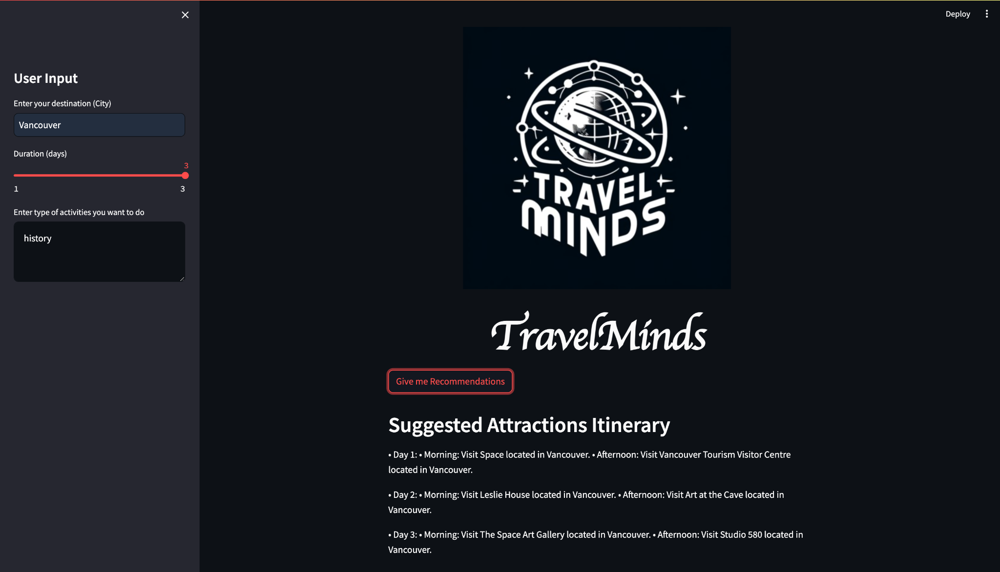 Deploy
User Input
Enter your destination (City)
Vancouver
Duration (days)
3
1
3
Enter type of activities you want to do
history
TRAVEL
MINDS
TravelMinds
Give me Recommendations
Suggested Attractions Itinerary
• Day 1: • Morning: Visit Space located in Vancouver. • Afternoon: Visit Vancouver Tourism Visitor Centre
located in Vancouver.
• Day 2: • Morning: Visit Leslie House located in Vancouver. • Afternoon: Visit Art at the Cave located in
Vancouver.
• Day 3: • Morning: Visit The Space Art Gallery located in Vancouver. • Afternoon: Visit Studio 580 located in
Vancouver.